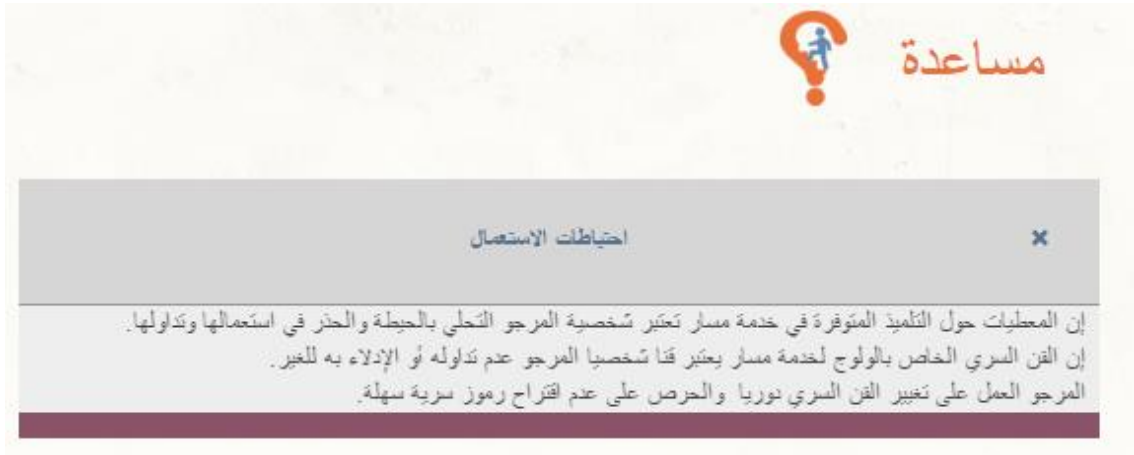 مساعدة
احتياطات الاستعمال
إن المعطيات حول التلميذ المتوفرة في خدمة مسار تعتبر شخصية المرجو التحلي بالحيطة والحذر في استعمالها وتداولها.
إن القن السري الخاص بالولوج لخدمة مسار يعتبر قنا شخصيا المرجو عدم تداوله أو الإدلاء به للغير.
المرجو العمل على تغيير القن السري دوريا والحرص على عدم اقتراح رموز سرية سهلة.